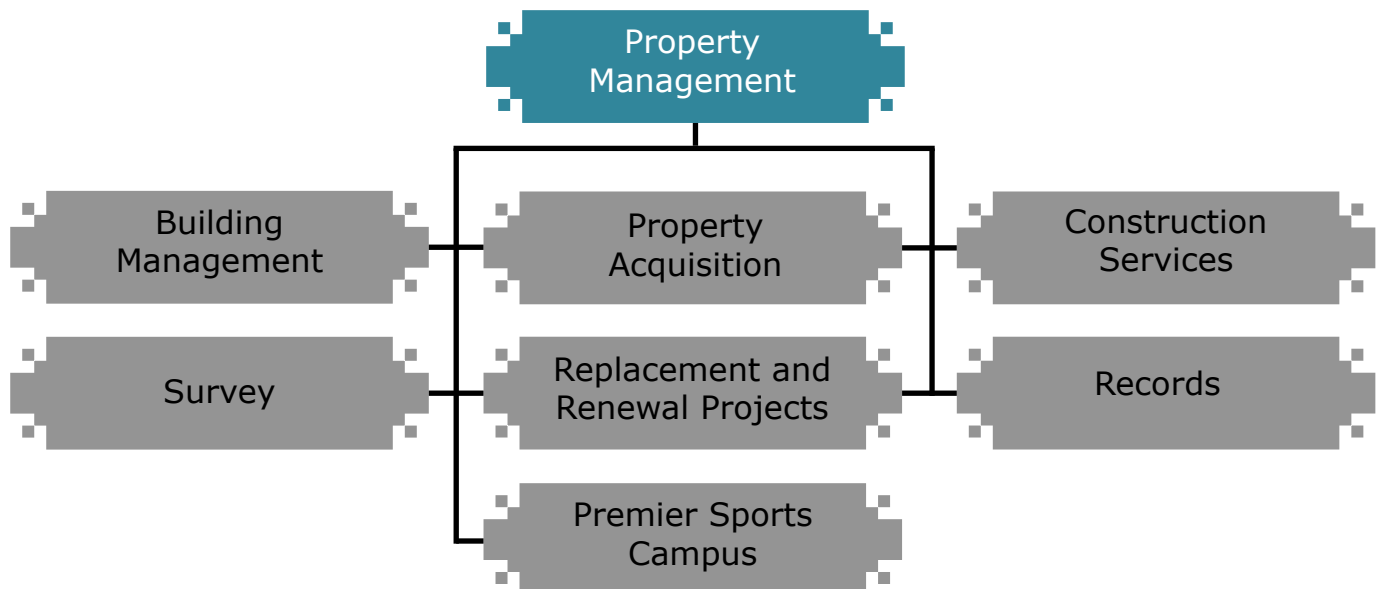 Property
Management
Building
Management
Property
Acquisition
Construction
Services
Survey
Replacement and
Renewal Projects
Records
Premier Sports
Campus